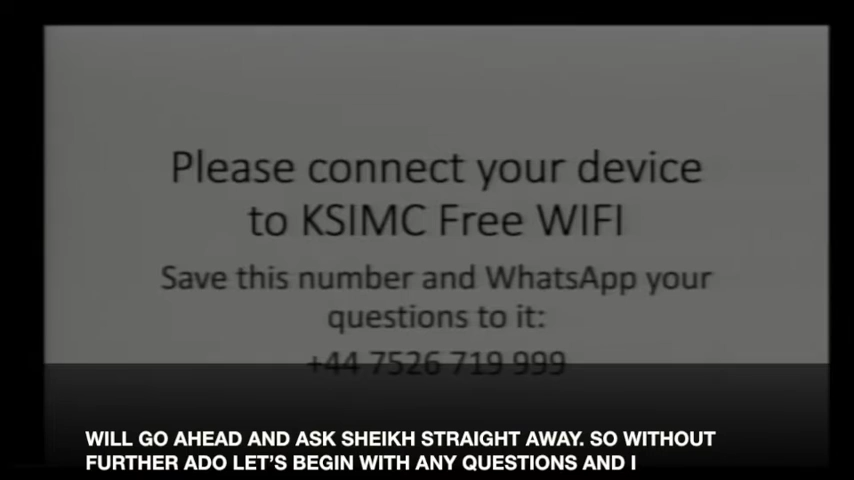 Please connect your device
to KSIMC Free WIFI
Save this number and WhatsApp your
questions to it:
+44 7526 719 999
WILL GO AHEAD AND ASK SHEIKH STRAIGHT AWAY. SO WITHOUT
FURTHER ADO LET'S BEGIN WITH ANY QUESTIONS AND I